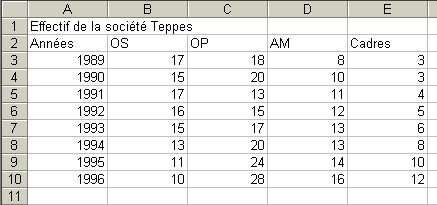 A B C D E
1 Effectif de la société Teppes
2 Années OS OP AM Cadres
3 1989 17 18 8 3
4 1990 15 20 10 3
5 1991 17 13 11 4
6 1992 16 15 12 5
7 1993 15 17 13 6
8 1994 13 20 13 8
9 1995 11 24 14 10
10 1996 10 28 16 12
11